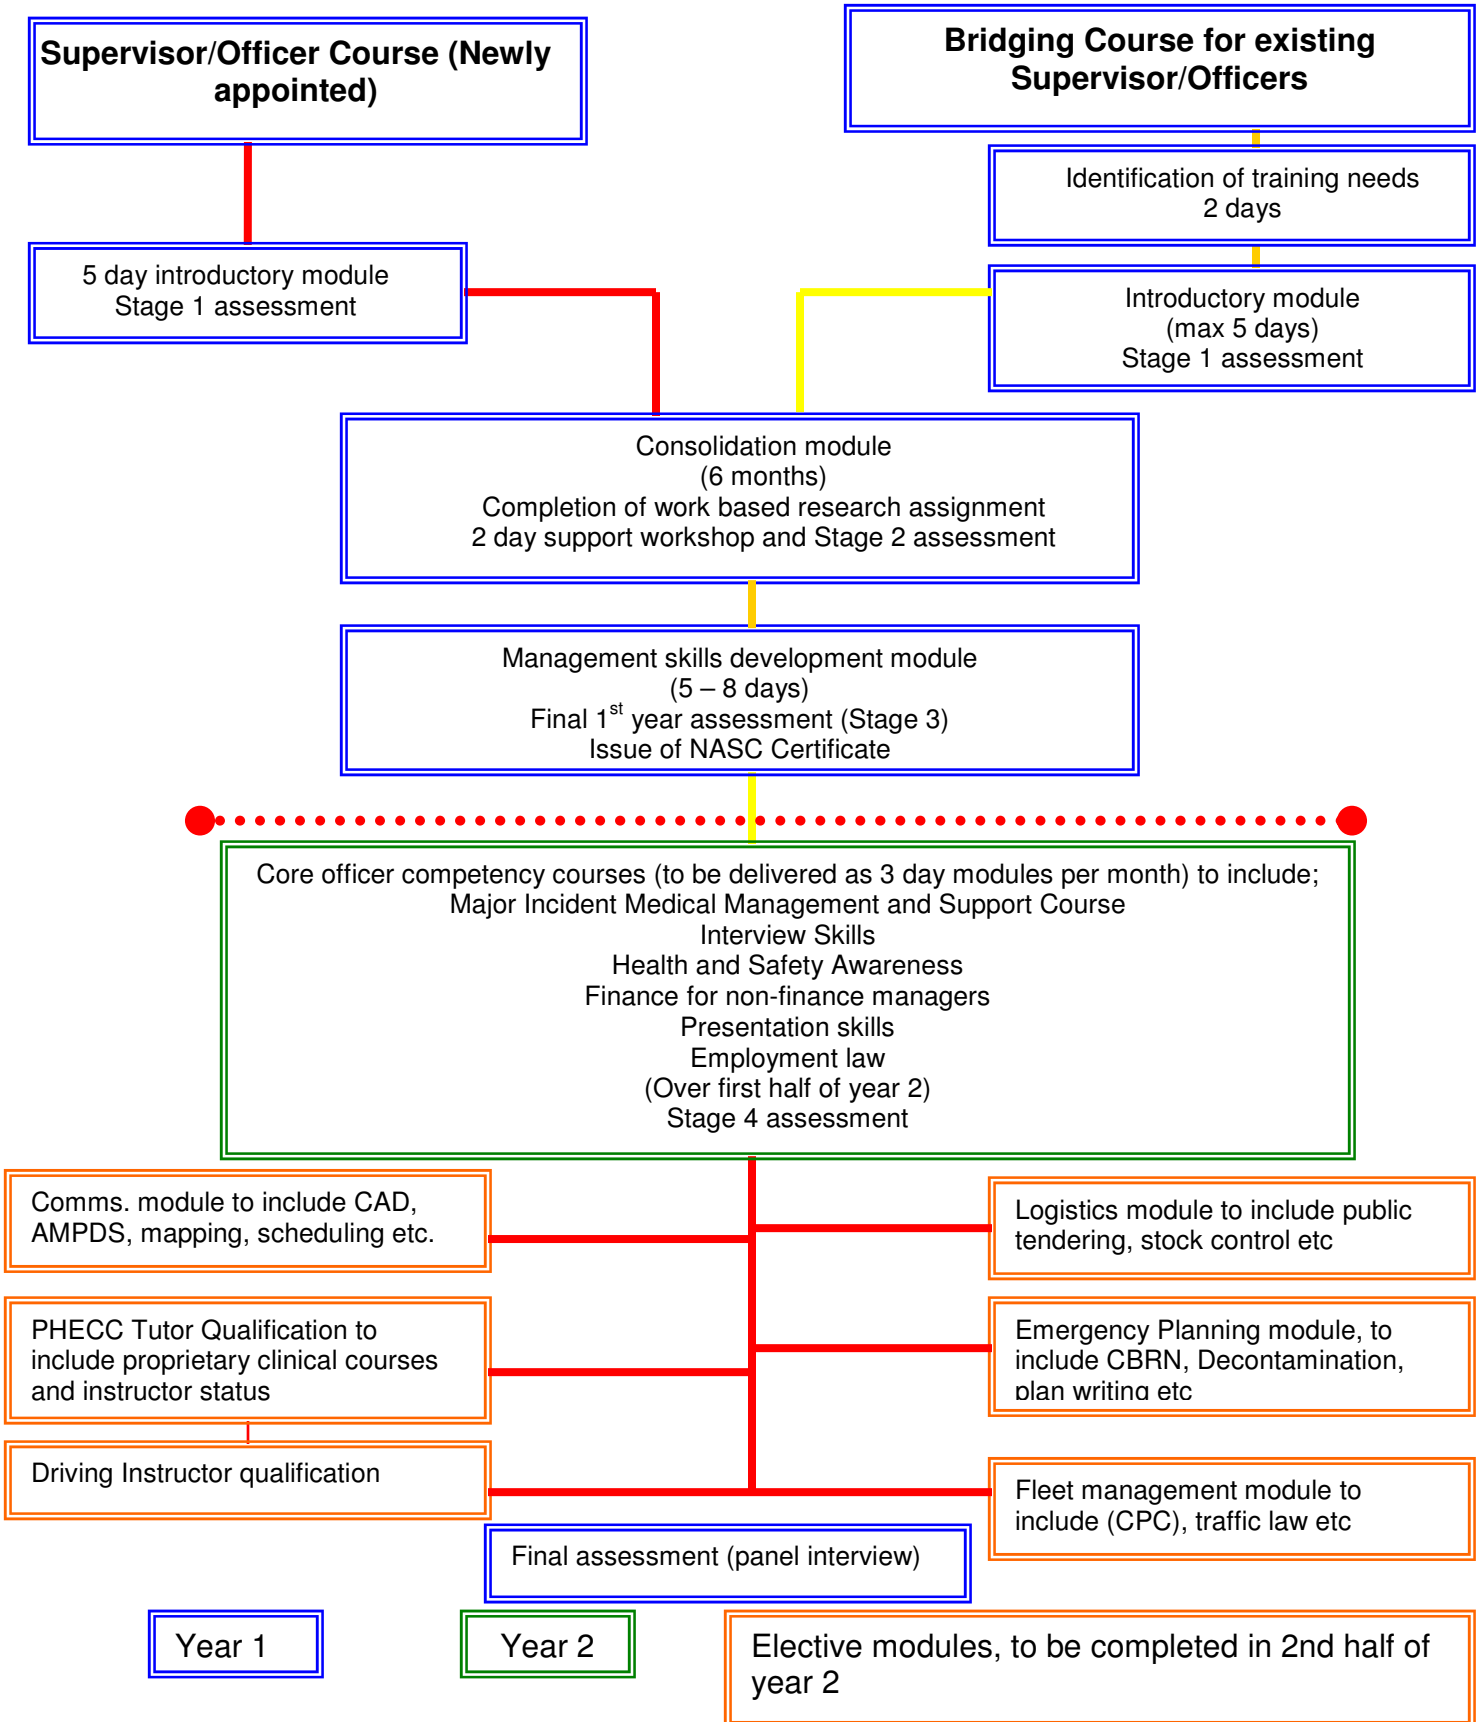 Supervisor/Officer Course (Newly
appointed)
Bridging Course for existing
Supervisor/Officers
Identification of training needs
2 days
5 day introductory module
Stage 1 assessment
Introductory module
(max 5 days)
Stage 1 assessment
Consolidation module
(6 months)
Completion of work based research assignment
2 day support workshop and Stage 2 assessment
Management skills development module
(5 – 8 days)
Final 1st year assessment (Stage 3)
Issue of NASC Certificate
Core officer competency courses (to be delivered as 3 day modules per month) to include;
Major Incident Medical Management and Support Course
Interview Skills
Health and Safety Awareness
Finance for non-finance managers
Presentation skills
Employment law
(Over first half of year 2)
Stage 4 assessment
Comms. module to include CAD,
AMPDS, mapping, scheduling etc.
Logistics module to include public
tendering, stock control etc
PHECC Tutor Qualification to
include proprietary clinical courses
and instructor status
Emergency Planning module, to
include CBRN, Decontamination,
plan writing etc
Driving Instructor qualification
Fleet management module to
include (CPC), traffic law etc
Final assessment (panel interview)
Year 1
Year 2
Elective modules, to be completed in 2nd half of
year 2